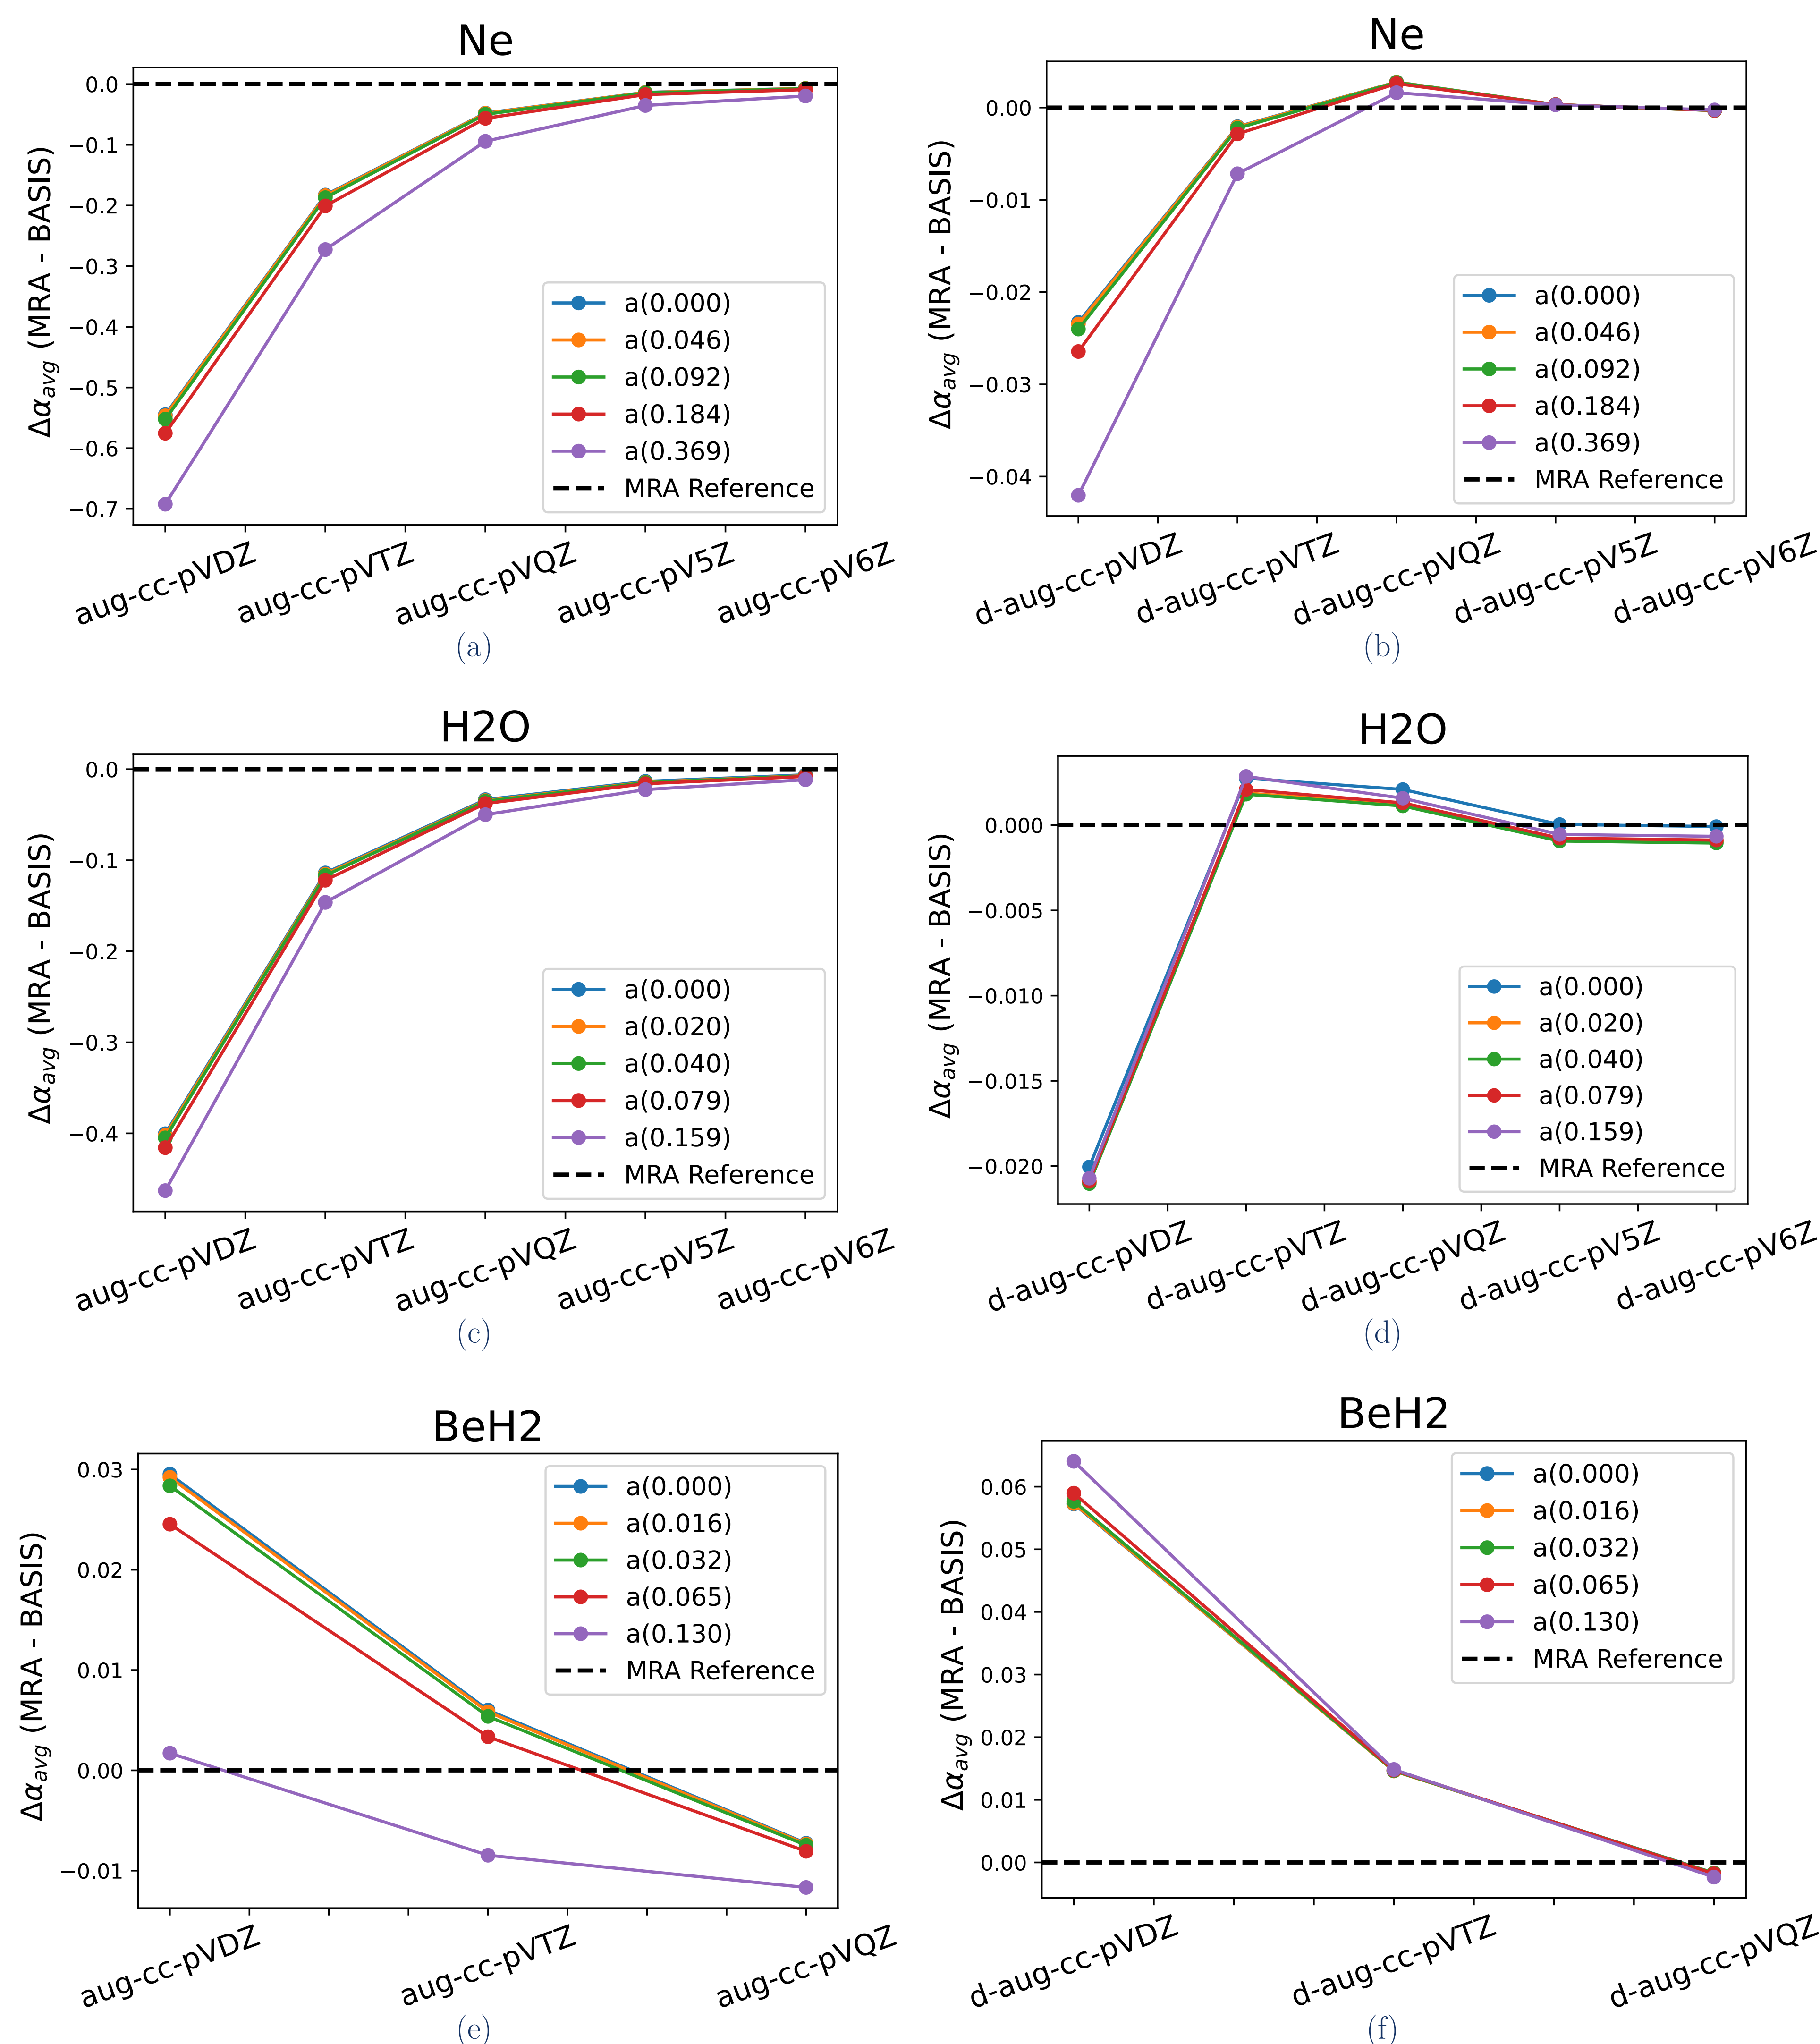 Ne
Δα_avg (MRA - BASIS)
0.0
−0.1
−0.2
−0.3
−0.4
−0.5
−0.6
−0.7
a(0.000)
a(0.046)
a(0.092)
a(0.184)
a(0.369)
MRA Reference
aug-cc-pVDZ
aug-cc-pVTZ
aug-cc-pVQZ
aug-cc-pV5Z
aug-cc-pV6Z
(a)
Ne
Δα_avg (MRA - BASIS)
0.00
−0.01
−0.02
−0.03
−0.04
a(0.000)
a(0.046)
a(0.092)
a(0.184)
a(0.369)
MRA Reference
d-aug-cc-pVDZ
d-aug-cc-pVTZ
d-aug-cc-pVQZ
d-aug-cc-pV5Z
d-aug-cc-pV6Z
(b)
H2O
Δα_avg (MRA - BASIS)
0.0
−0.1
−0.2
−0.3
−0.4
a(0.000)
a(0.020)
a(0.040)
a(0.079)
a(0.159)
MRA Reference
aug-cc-pVDZ
aug-cc-pVTZ
aug-cc-pVQZ
aug-cc-pV5Z
aug-cc-pV6Z
(c)
H2O
Δα_avg (MRA - BASIS)
0.000
−0.005
−0.010
−0.015
−0.020
a(0.000)
a(0.020)
a(0.040)
a(0.079)
a(0.159)
MRA Reference
d-aug-cc-pVDZ
d-aug-cc-pVTZ
d-aug-cc-pVQZ
d-aug-cc-pV5Z
d-aug-cc-pV6Z
(d)
BeH2
Δα_avg (MRA - BASIS)
0.03
0.02
0.01
0.00
−0.01
a(0.000)
a(0.016)
a(0.032)
a(0.065)
a(0.130)
MRA Reference
aug-cc-pVDZ
aug-cc-pVTZ
aug-cc-pVQZ
(e)
BeH2
Δα_avg (MRA - BASIS)
0.06
0.05
0.04
0.03
0.02
0.01
0.00
a(0.000)
a(0.016)
a(0.032)
a(0.065)
a(0.130)
MRA Reference
d-aug-cc-pVDZ
d-aug-cc-pVTZ
d-aug-cc-pVQZ
(f)